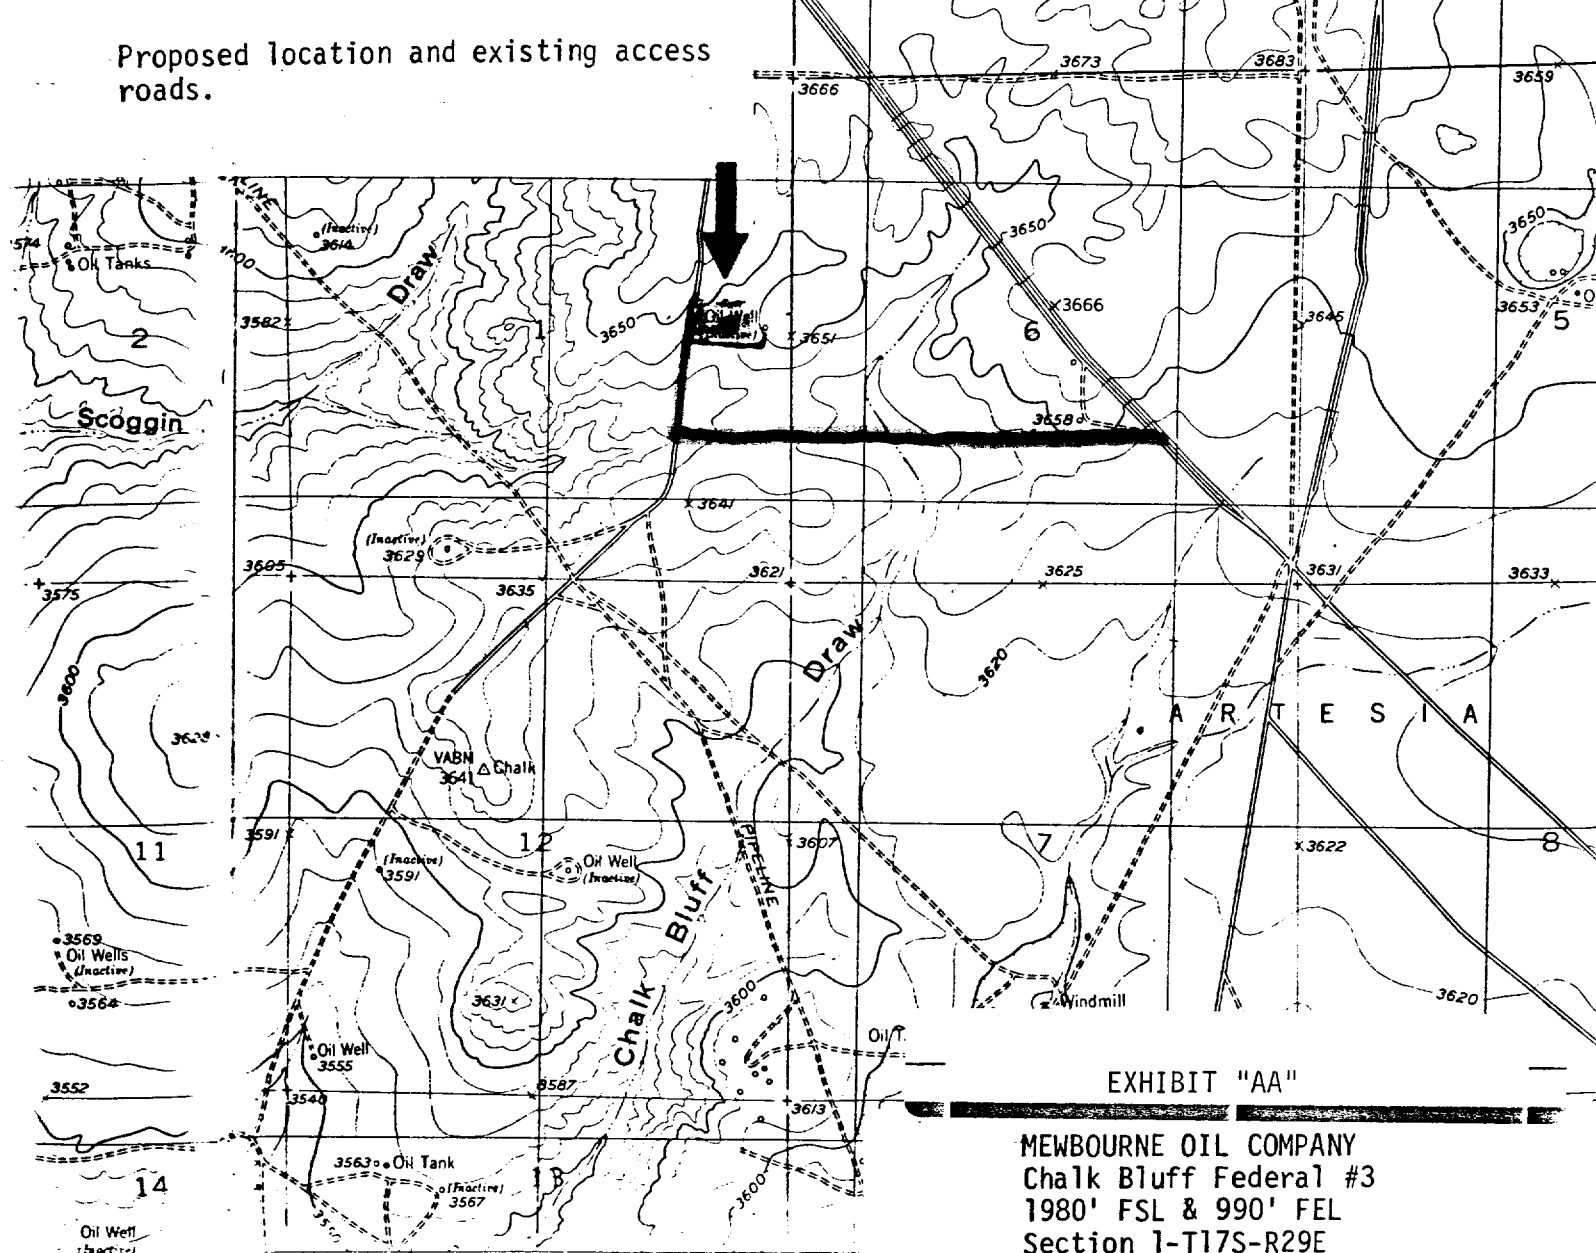 Proposed location and existing access
roads.
3673
3683
3659
3666
LINE
(Inactive)
3614
Oil Tanks
Draw
3650
3650
3666
3653
5
3582
2
1
3650
Oil Well
(Inactive)
3651
6
3645
Scoggin
3658
3641
(Inactive)
3629
3605
3575
3635
3621
3625
3631
3633
Draw
3600
3620
A R T E S I A
3628
VABM
3641
Chalk
11
3591
12
3607
7
3622
8
(Inactive)
3591
Oil Well
(Inactive)
PIPELINE
Chalk Bluff
3569
Oil Wells
(Inactive)
3564
3631
3600
Windmill
3620
Oil T.
Oil Well
3555
3552
3540
3587
3613
EXHIBIT "AA"
MEWBOURNE OIL COMPANY
Chalk Bluff Federal #3
1980' FSL & 990' FEL
Section 1-T17S-R29E
3563
Oil Tank
14
(Inactive)
3567
13
3600
Oil Well
(Inactive)